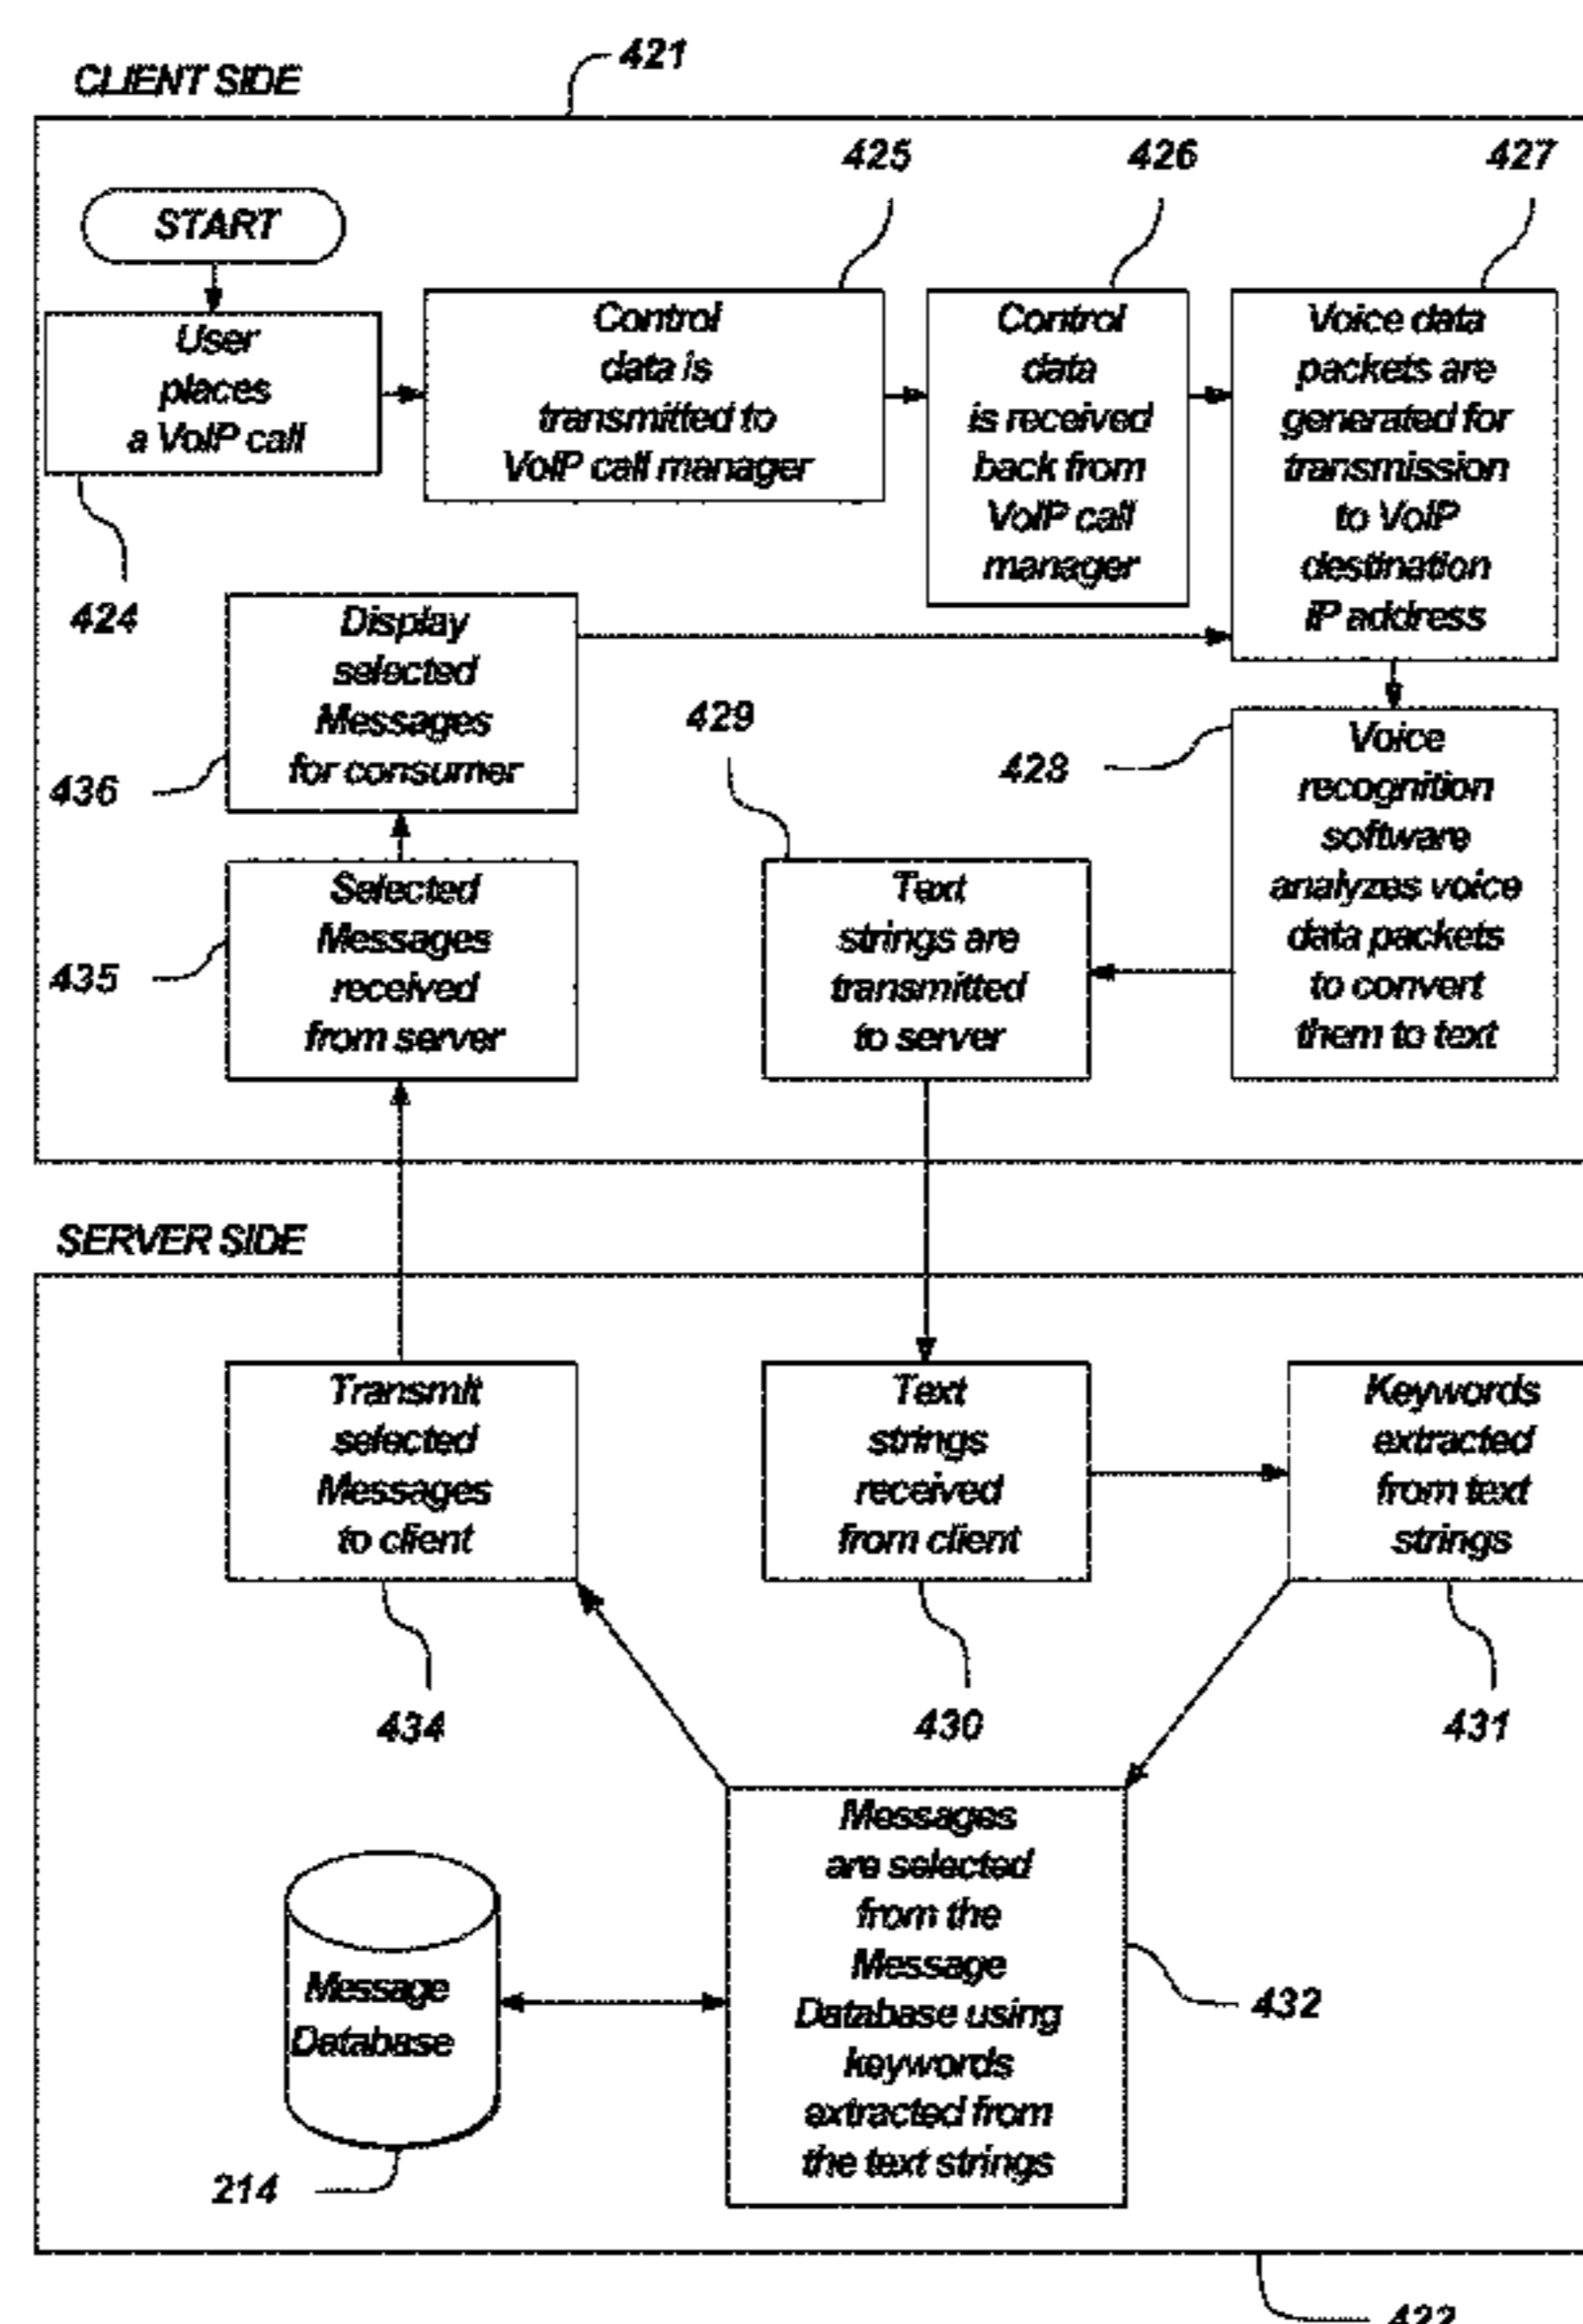 421
CLIENT SIDE
425
426
427
START
User
places
a VoIP call
Control
data is
transmitted to
VoIP call manager
Control
data
is received
back from
VoIP call
manager
Voice data
packets are
generated for
transmission
to VoIP
destination
IP address
424
Display
selected
Messages
for consumer
436
429
428
Voice
recognition
software
analyzes voice
data packets
to convert
them to text
Selected
Messages
received
from server
435
Text
strings are
transmitted
to server
SERVER SIDE
Transmit
selected
Messages
to client
Text
strings
received
from client
Keywords
extracted
from text
strings
434
430
431
Messages
are selected
from the
Message
Database using
keywords
extracted from
the text strings
432
Message
Database
214
422